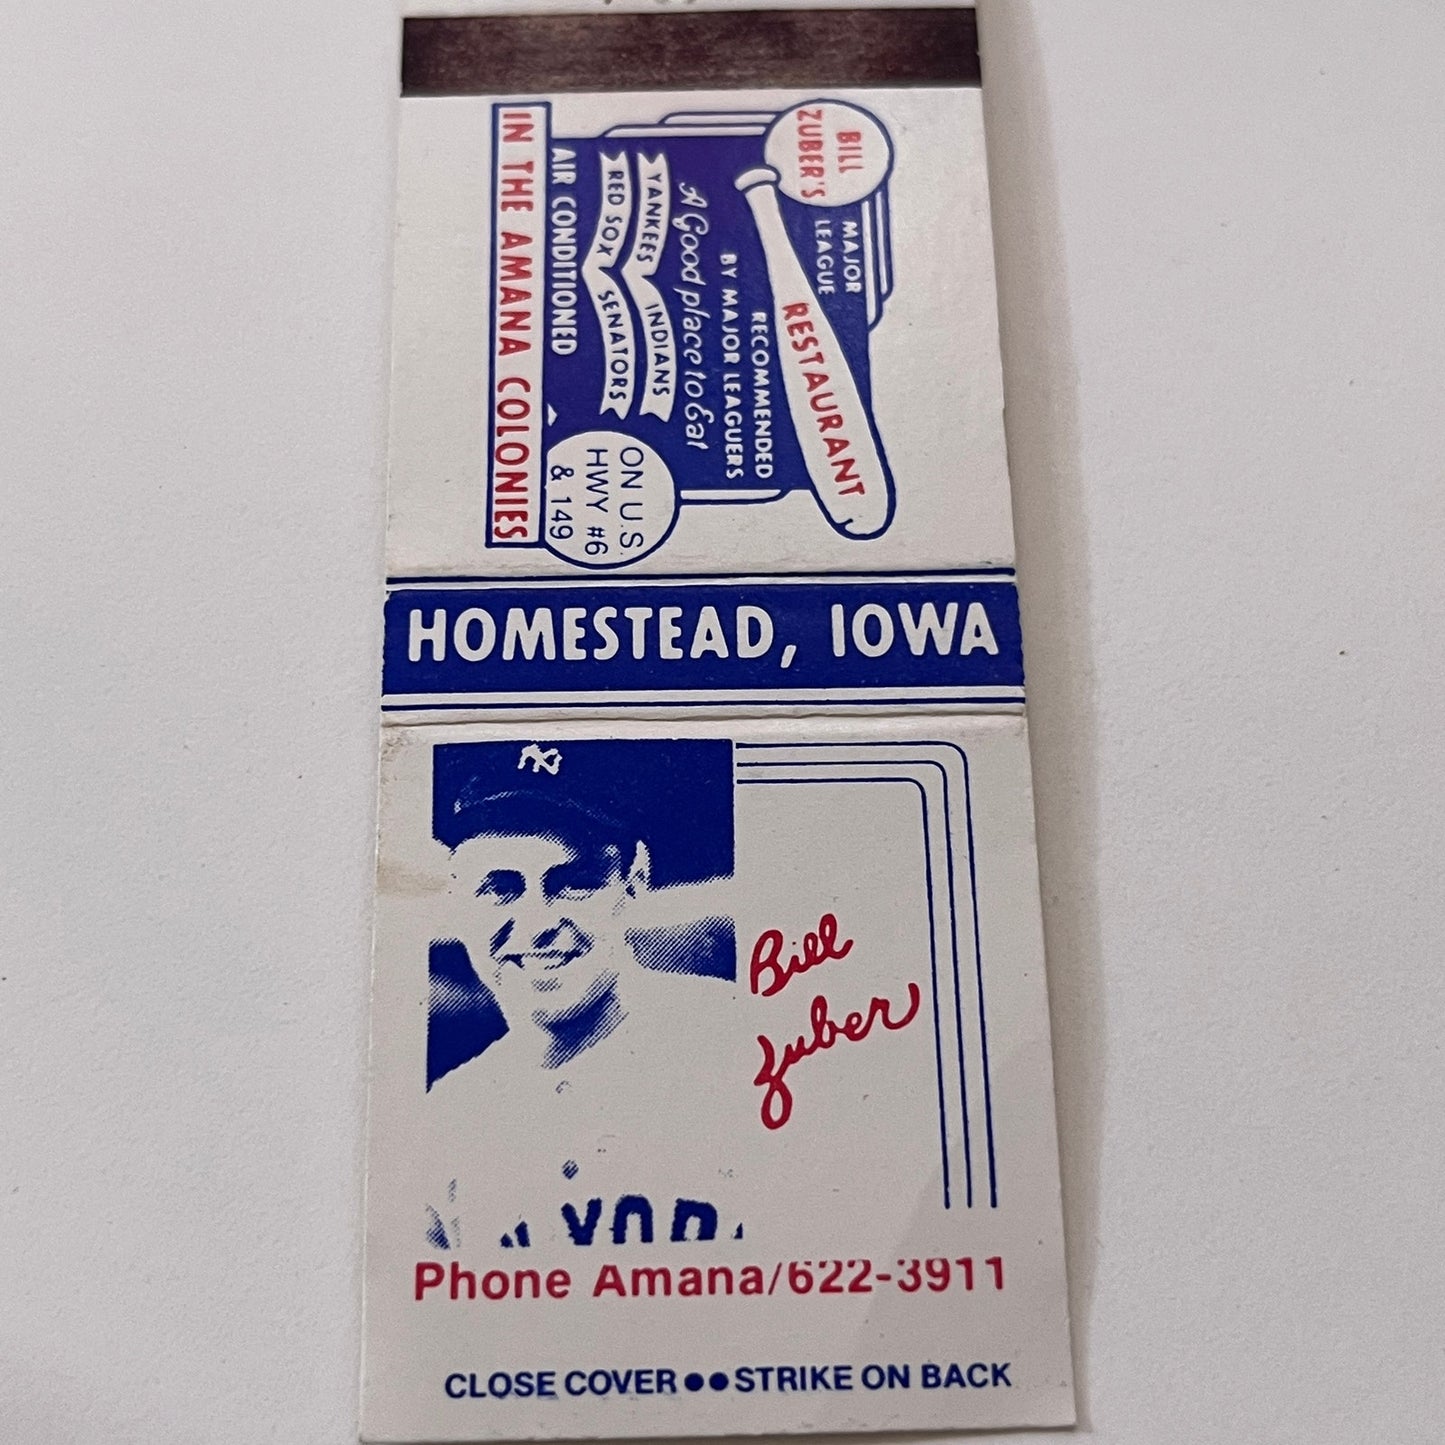 BILL
ZUBER'S
MAJOR
LEAGUE
RESTAURANT
RECOMMENDED
BY MAJOR LEAGUERS
A Good place to Eat
YANKEES INDIANS
RED SOX SENATORS
AIR CONDITIONED
ON U.S.
HWY #6
& 149
IN THE AMANA COLONIES
HOMESTEAD, IOWA
NY
Bill
Zuber
Phone Amana/622-3911
CLOSE COVER●●STRIKE ON BACK